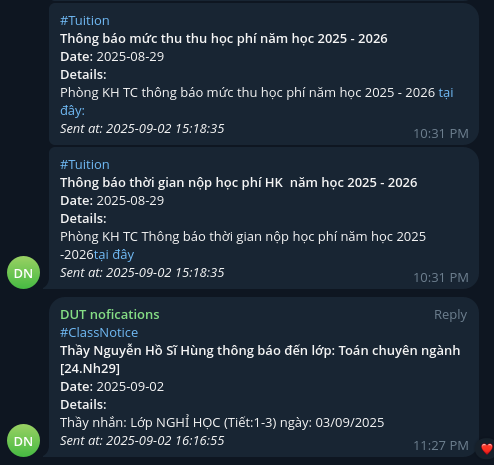 #Tuition
Thông báo mức thu thu học phí năm học 2025 - 2026
Date: 2025-08-29
Details:
Phòng KH TC thông báo mức thu học phí năm học 2025 - 2026 tại
đây:
Sent at: 2025-09-02 15:18:35
10:31 PM
#Tuition
Thông báo thời gian nộp học phí HK  năm học 2025 - 2026
Date: 2025-08-29
Details:
Phòng KH TC Thông báo thời gian nộp học phí năm học 2025
-2026tại đây
Sent at: 2025-09-02 15:18:35
10:31 PM
DN
DUT nofications Reply
#ClassNotice
Thầy Nguyễn Hồ Sĩ Hùng thông báo đến lớp: Toán chuyên ngành
[24.Nh29]
Date: 2025-09-02
Details:
Thầy nhắn: Lớp NGHỈ HỌC (Tiết:1-3) ngày: 03/09/2025
Sent at: 2025-09-02 16:16:55
11:27 PM
DN